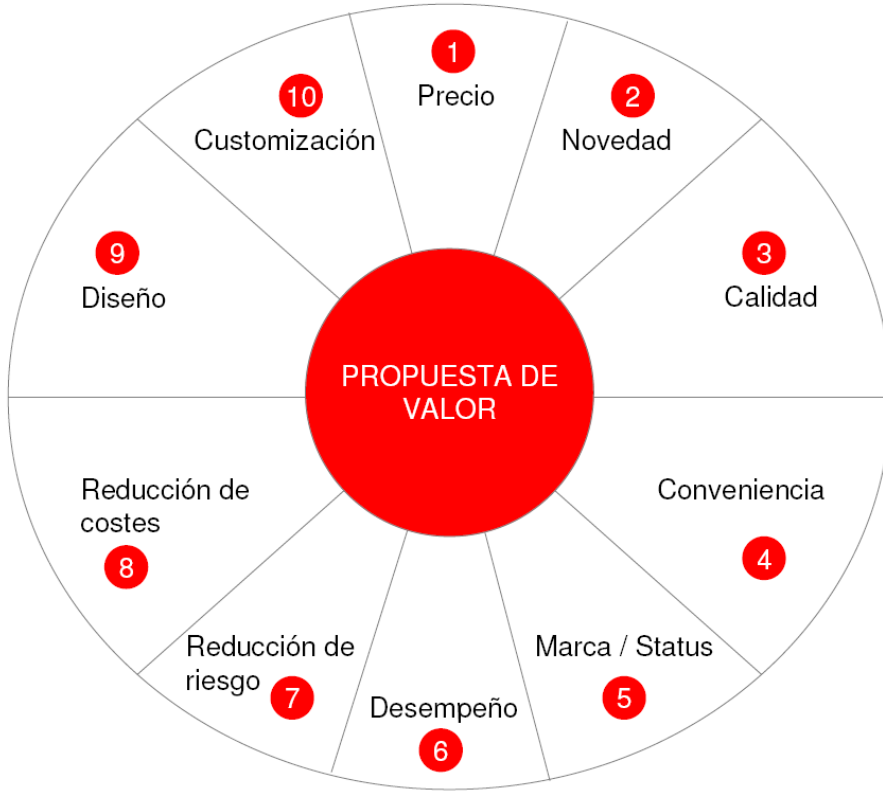 1
Precio
2
Novedad
3
Calidad
Conveniencia
4
Marca / Status
5
Desempeño
6
Reducción de
riesgo
7
Reducción de
costes
8
9
Diseño
10
Customización
PROPUESTA DE
VALOR